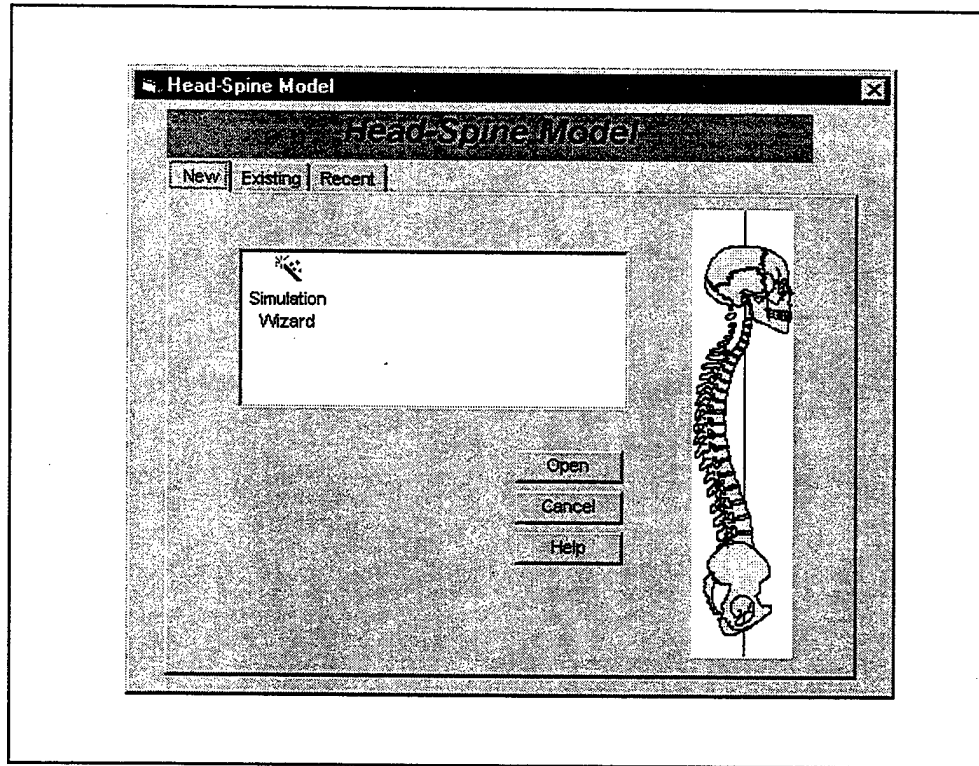 Head-Spine Model
Head-Spine Model
New Existing Recent
Simulation
Wizard
Open
Cancel
Help